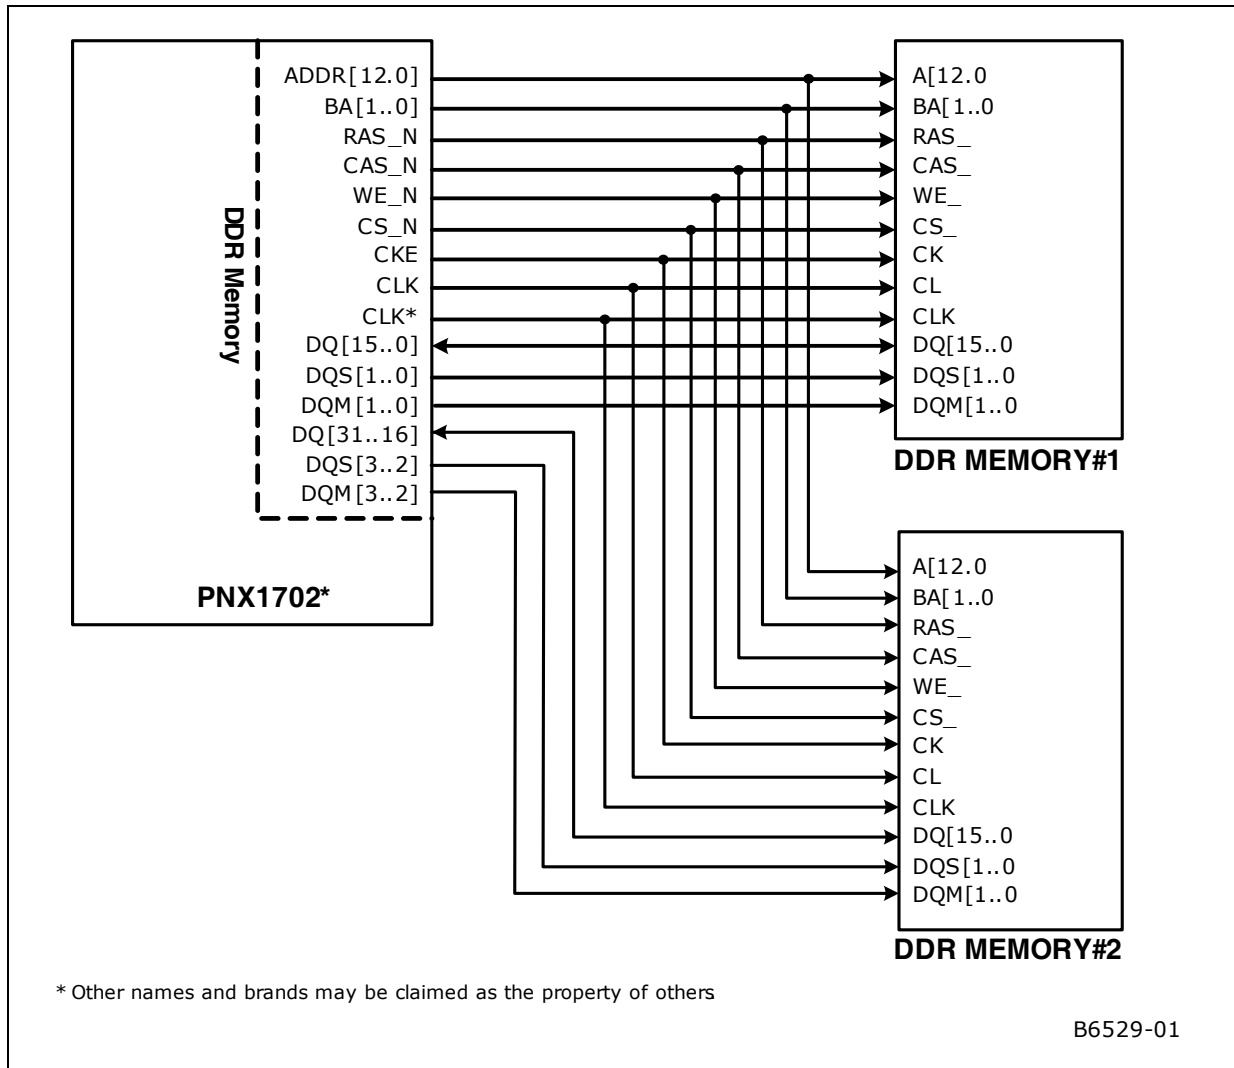 ADDR[12.0]
BA[1..0]
RAS_N
CAS_N
WE_N
CS_N
CKE
CLK
CLK*
DQ[15..0]
DQS[1..0]
DQM[1..0]
DQ[31..16]
DQS[3..2]
DQM[3..2]
DDR Memory
PNX1702*
A[12.0
BA[1..0
RAS_
CAS_
WE_
CS_
CK
CL
CLK
DQ[15..0
DQS[1..0
DQM[1..0
DDR MEMORY#1
A[12.0
BA[1..0
RAS_
CAS_
WE_
CS_
CK
CL
CLK
DQ[15..0
DQS[1..0
DQM[1..0
DDR MEMORY#2
* Other names and brands may be claimed as the property of others
B6529-01